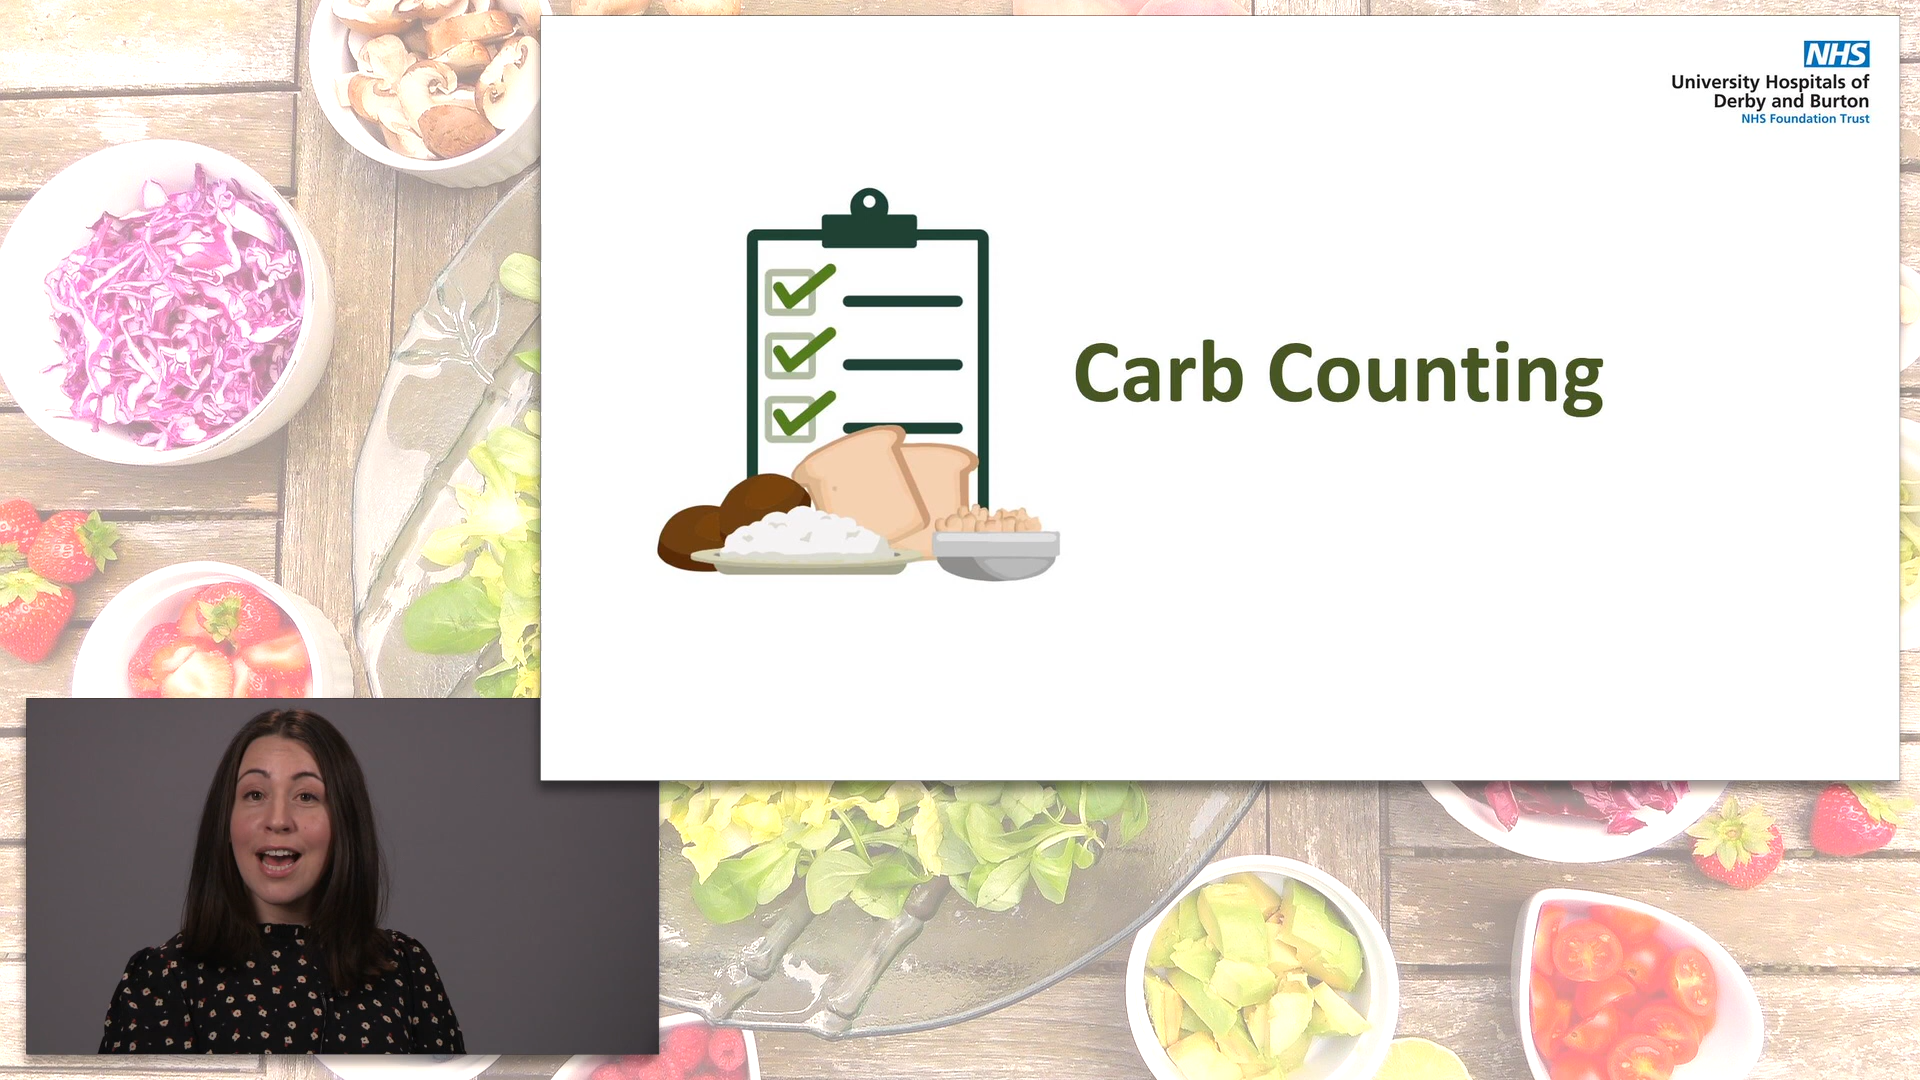 NHS
University Hospitals of
Derby and Burton
NHS Foundation Trust
Carb Counting